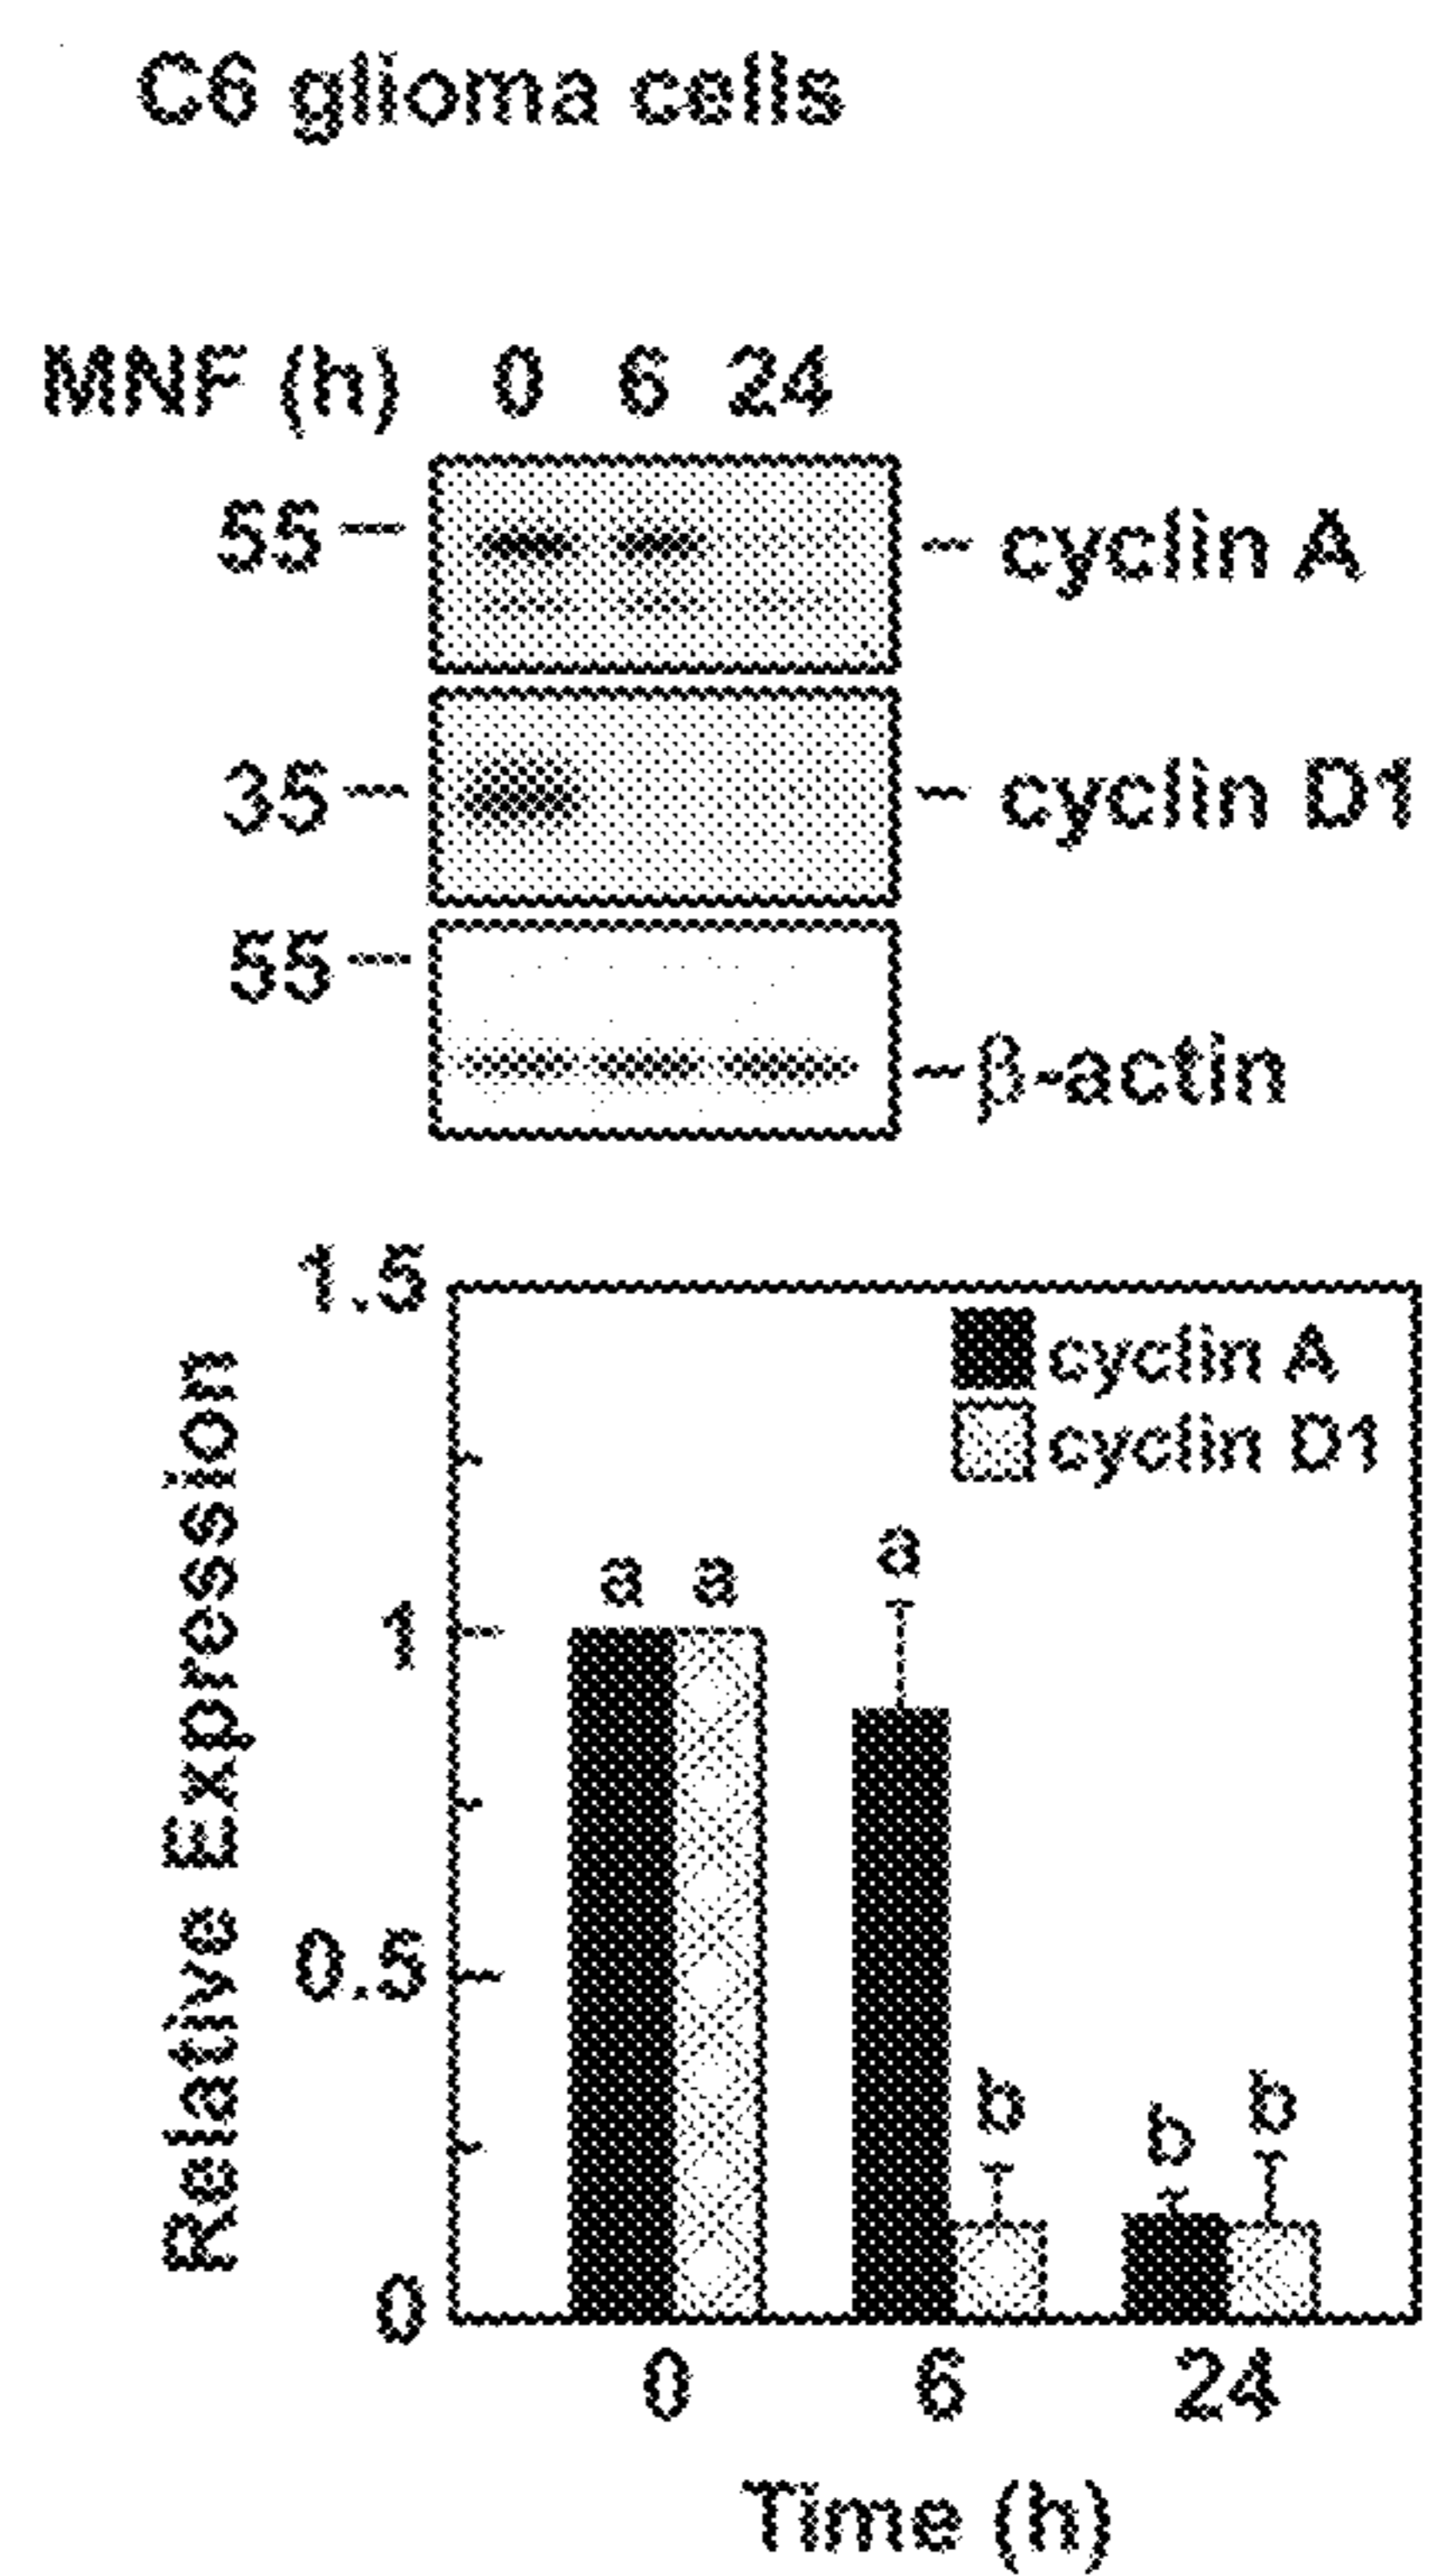 C6 glioma cells
MNF (h) 0 6 24
55 cyclin A
35 cyclin D1
55
β-actin
1.5
cyclin A
cyclin D1
a a a
1
Relative Expression
0.5
b b b
0
0 6 24
Time (h)